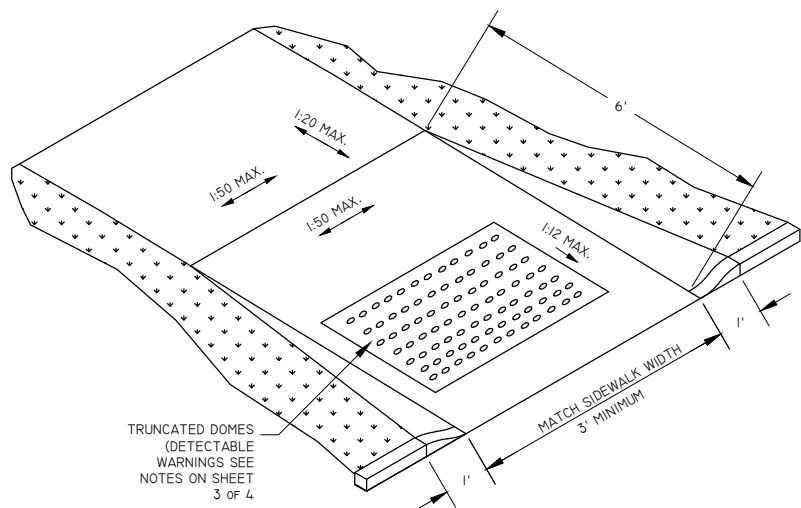 6'
1:20 MAX.
1:50 MAX.
1:50 MAX.
1:12 MAX.
1'
MATCH SIDEWALK WIDTH
3' MINIMUM
1'
TRUNCATED DOMES
(DETECTABLE
WARNINGS SEE
NOTES ON SHEET
3 OF 4